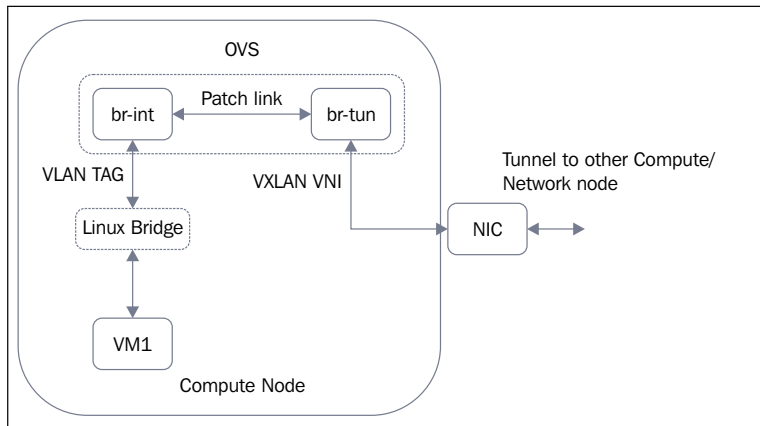 OVS
Patch link
br-int
br-tun
VLAN TAG
VXLAN VNI
Tunnel to other Compute/
Network node
Linux Bridge
NIC
VM1
Compute Node